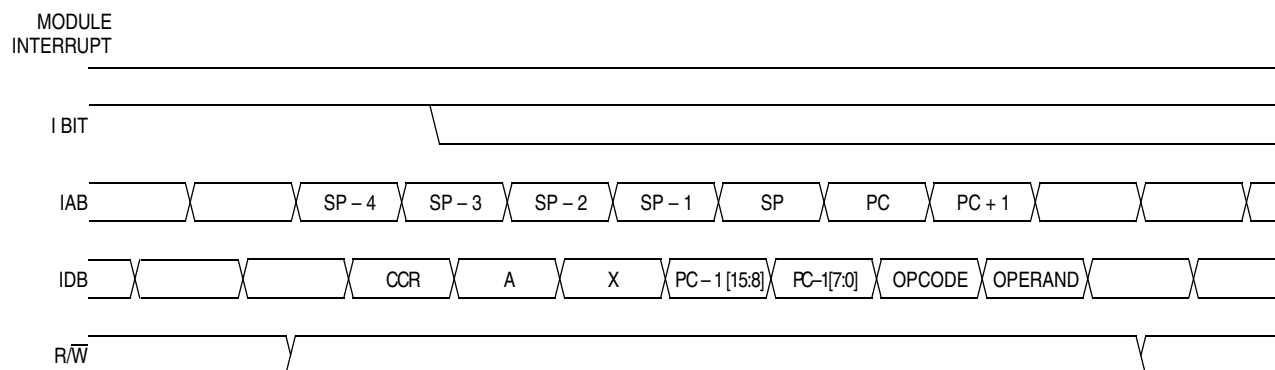 MODULE
INTERRUPT
I BIT
IAB SP – 4 SP – 3 SP – 2 SP – 1 SP PC PC + 1
IDB CCR A X PC – 1 [15:8] PC–1[7:0] OPCODE OPERAND
R/W̅